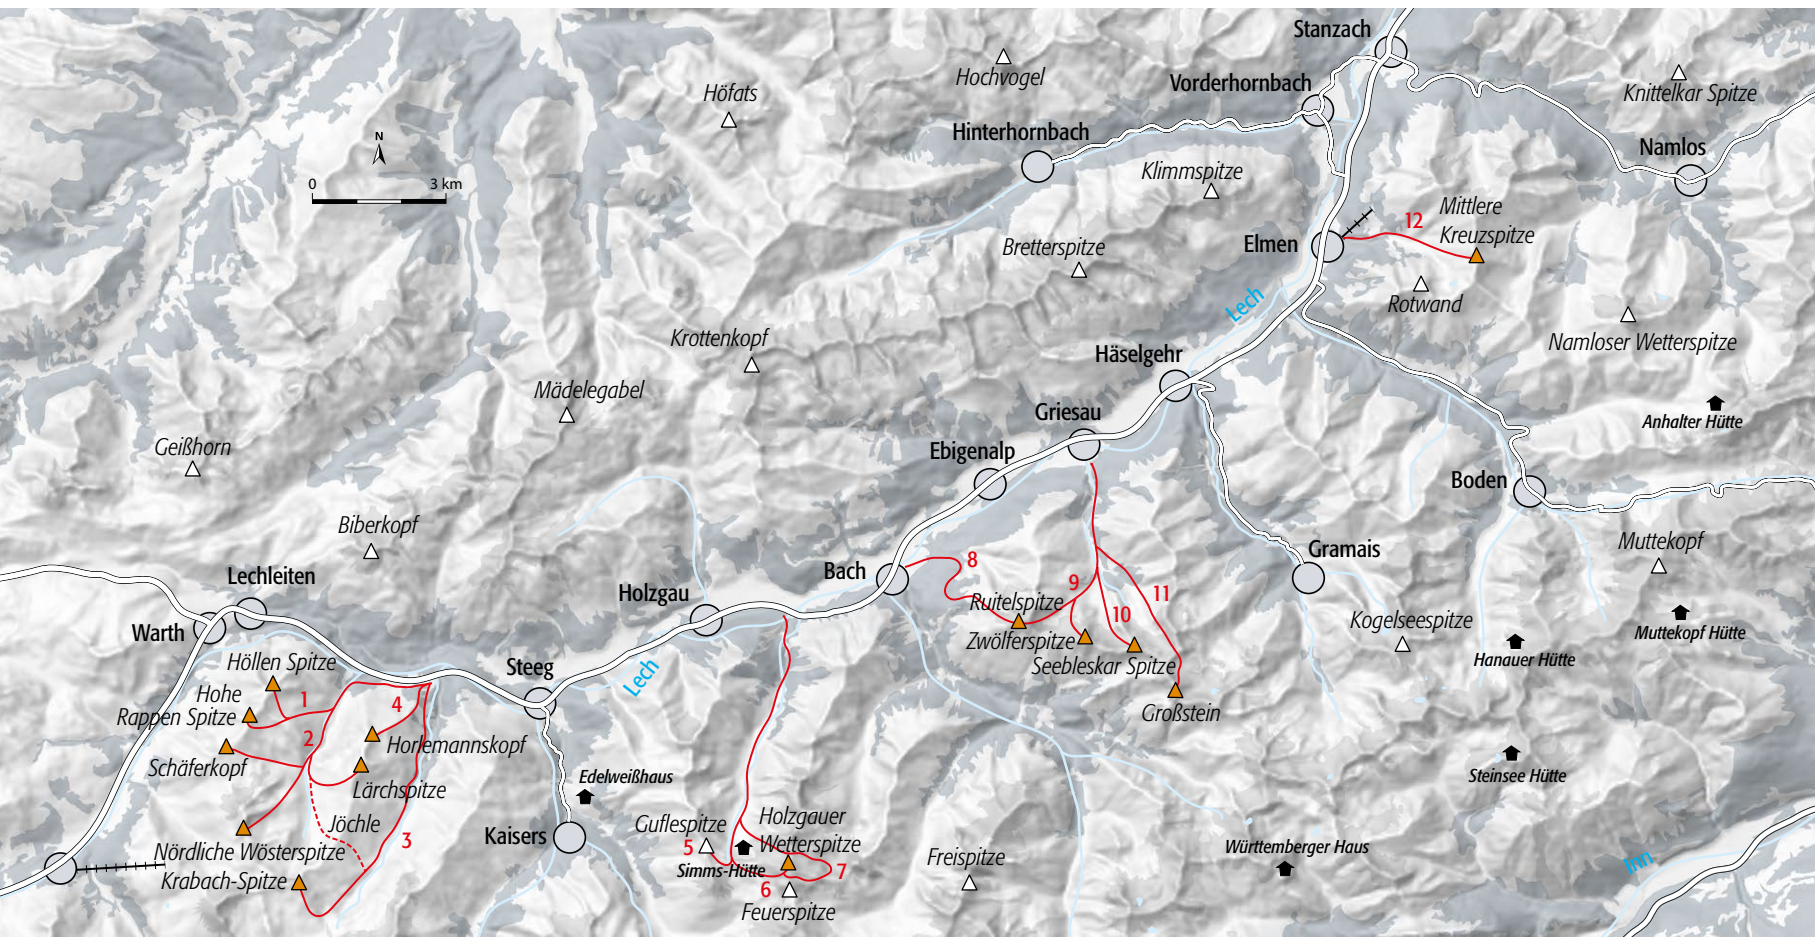 Stanzach
Hochvogel
Vorderhornbach
Knittelkar Spitze
Höfats
Hinterhornbach
Namlos
N
Klimmspitze
0 3 km
Mittlere
Kreuzspitze
12
Elmen
Bretterspitze
Rotwand
Lech
Krottenkopf
Namloser Wetterspitze
Häselgehr
Mädelegabel
Griesau
Anhalter Hütte
Geißhorn
Ebigenalp
Boden
Biberkopf
Muttekopf
Gramais
Bach
8
Lechleiten
9
11
Holzgau
Ruitelspitze
10
Kogelseespitze
Warth
Zwölferspitze
Muttekopf Hütte
Hanauer Hütte
Höllen Spitze
Steeg
Lech
Seebleskar Spitze
Hohe
Rappen Spitze
1
4
Großstein
2
Horlemannskopf
Schäferkopf
Edelweißhaus
Steinsee Hütte
Lärchspitze
Jöchle
3
Kaisers
Guflespitze
Holzgauer
Wetterspitze
5
Nördliche Wösterspitze
Simms-Hütte
7
Freispitze
Württemberger Haus
Inn
Krabach-Spitze
6
Feuerspitze